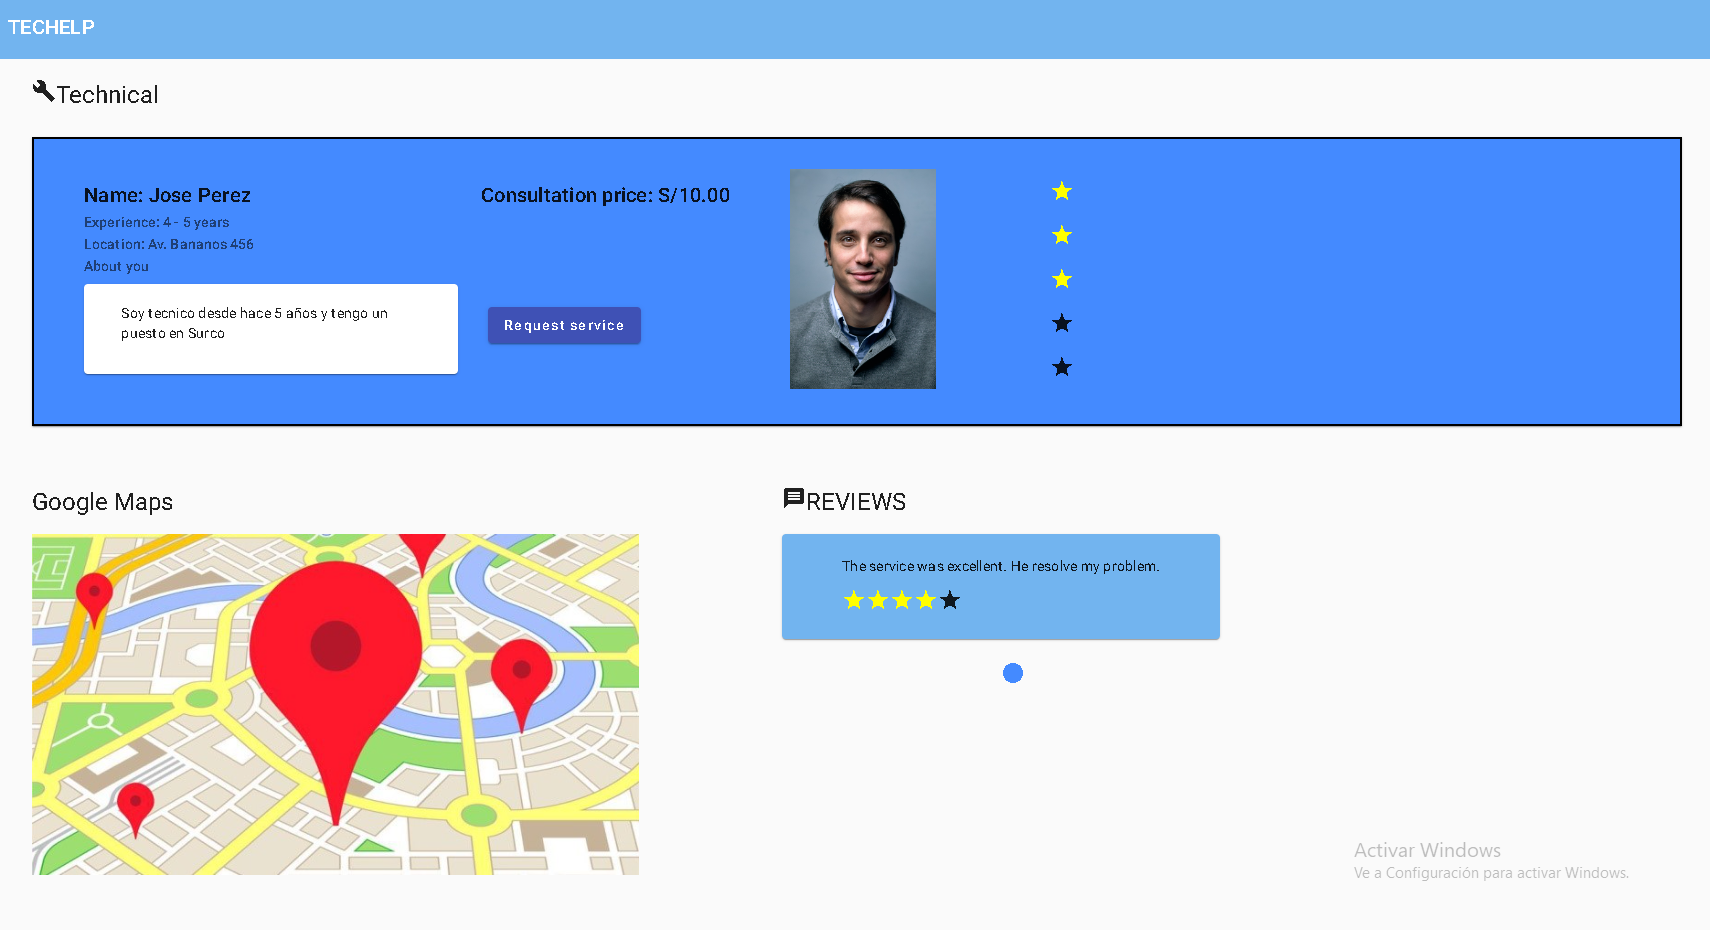 TECHELP
Technical
Name: Jose Perez
Experience: 4 - 5 years
Location: Av. Bananos 456
About you
Soy tecnico desde hace 5 años y tengo un
puesto en Surco
Consultation price: S/10.00
Request service
Google Maps
REVIEWS
The service was excellent. He resolve my problem.
Activar Windows
Ve a Configuración para activar Windows.